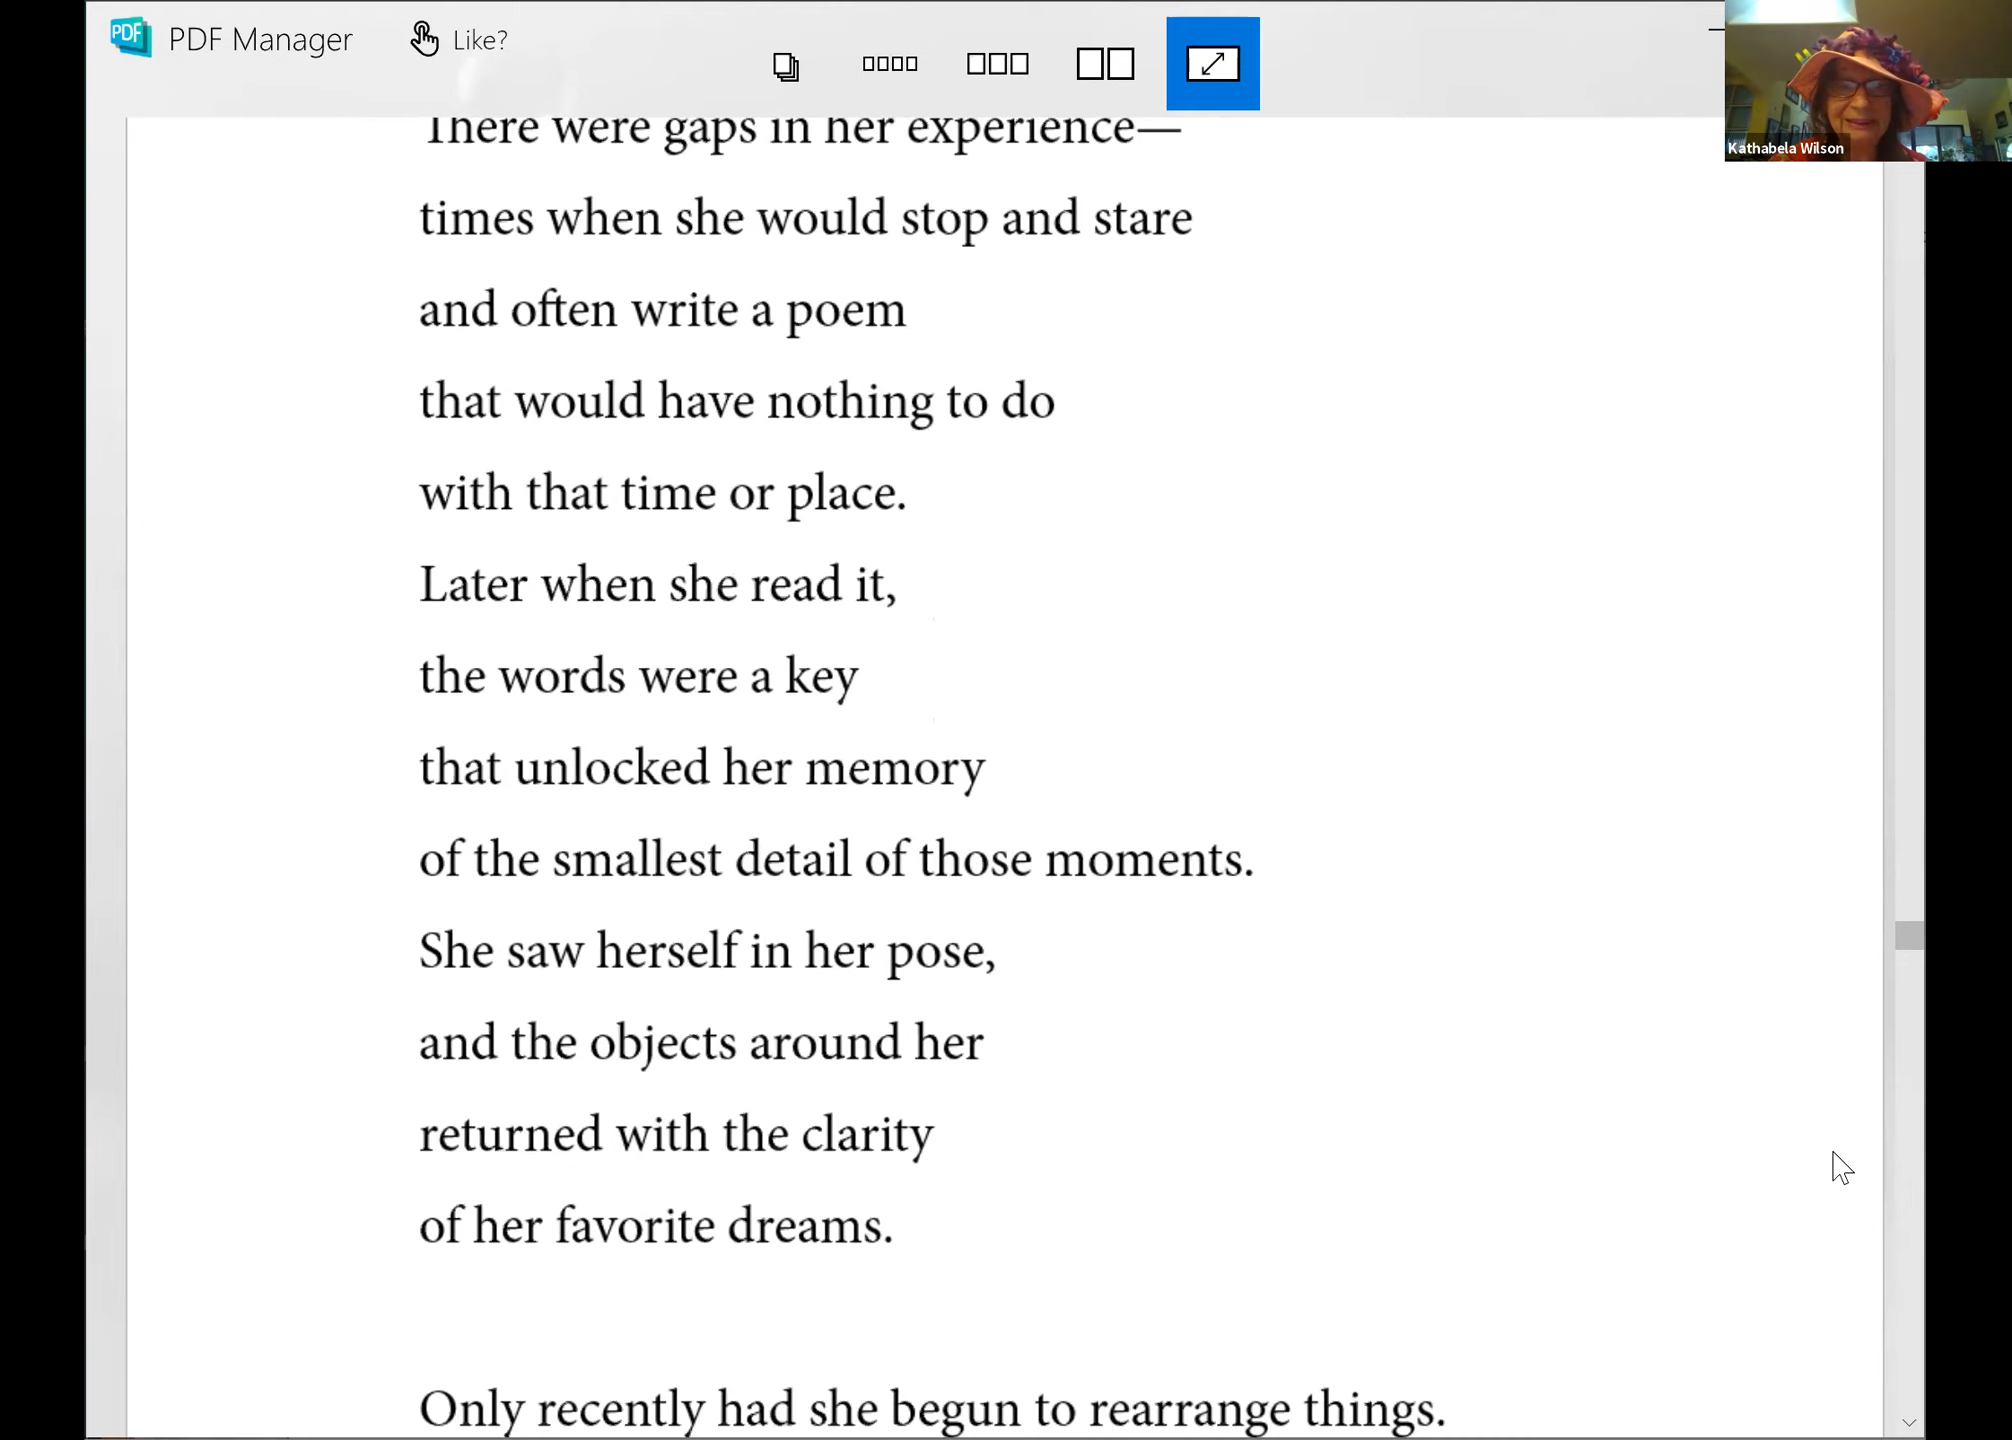 PDF PDF Manager Like?
Kathabela Wilson
There were gaps in her experience—
times when she would stop and stare
and often write a poem
that would have nothing to do
with that time or place.
Later when she read it,
the words were a key
that unlocked her memory
of the smallest detail of those moments.
She saw herself in her pose,
and the objects around her
returned with the clarity
of her favorite dreams.
Only recently had she begun to rearrange things.